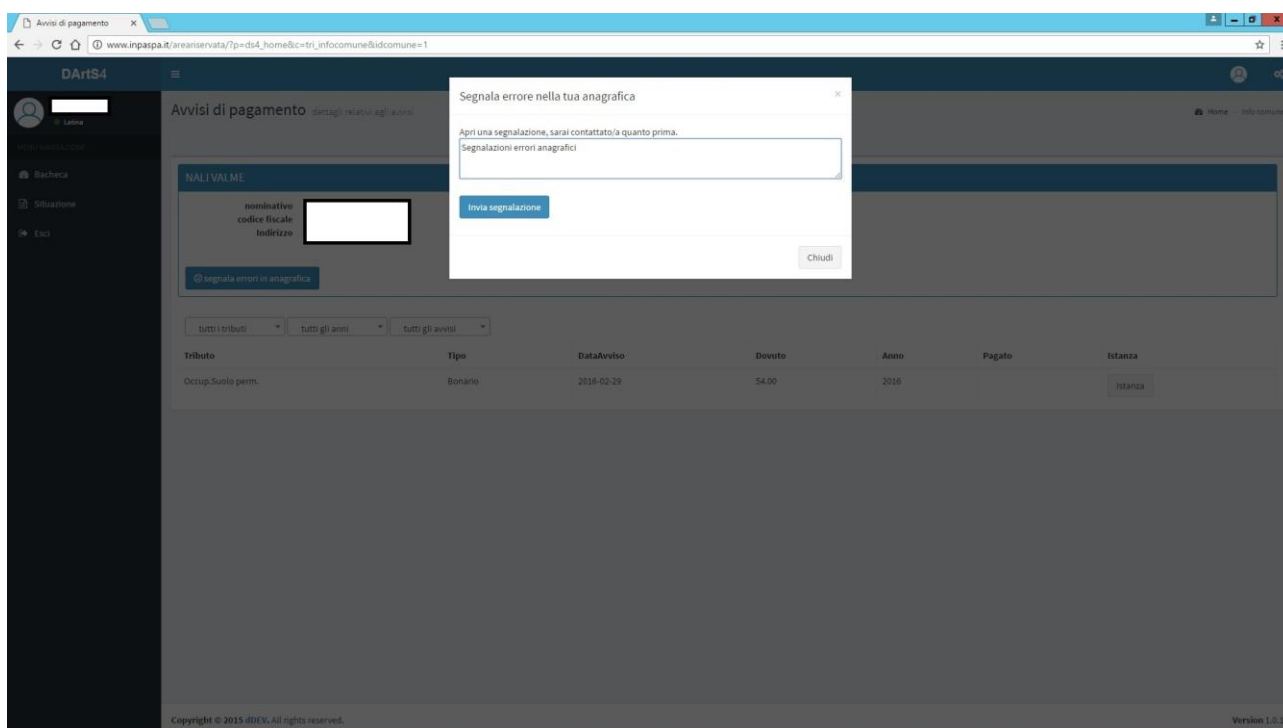 Avvisi di pagamento
www.inpaspa.it/areariservata/?p=ds4_home&c=tri_infocomune&idcomune=1
DArtS4
Latina
MENU NAVIGAZIONE
Bacheca
Situazione
Esci
Avvisi di pagamento dettagli relativi agli avvisi
Home Info comune
NALI VALME
nominativo
codice fiscale
Indirizzo
segnala errori in anagrafica
Segnala errore nella tua anagrafica ×
Apri una segnalazione, sarai contattato/a quanto prima.
Segnalazioni errori anagrafici
Invia segnalazione
Chiudi
tutti i tributi tutti gli anni tutti gli avvisi
Tributo Tipo DataAvviso Dovuto Anno Pagato Istanza
Occup.Suolo perm. Bonario 2016-02-29 54.00 2016 Istanza
Copyright © 2015 dDEV. All rights reserved.
Version